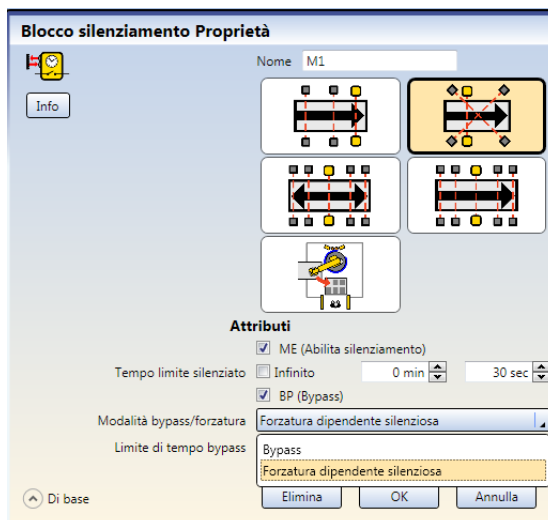 Blocco silenziamento Proprietà
Nome M1
Info
Attributi
ME (Abilita silenziamento)
Tempo limite silenziato Infinito 0 min 30 sec
BP (Bypass)
Modalità bypass/forzatura Forzatura dipendente silenziosa
Limite di tempo bypass Bypass
Forzatura dipendente silenziosa
Di base Elimina OK Annulla